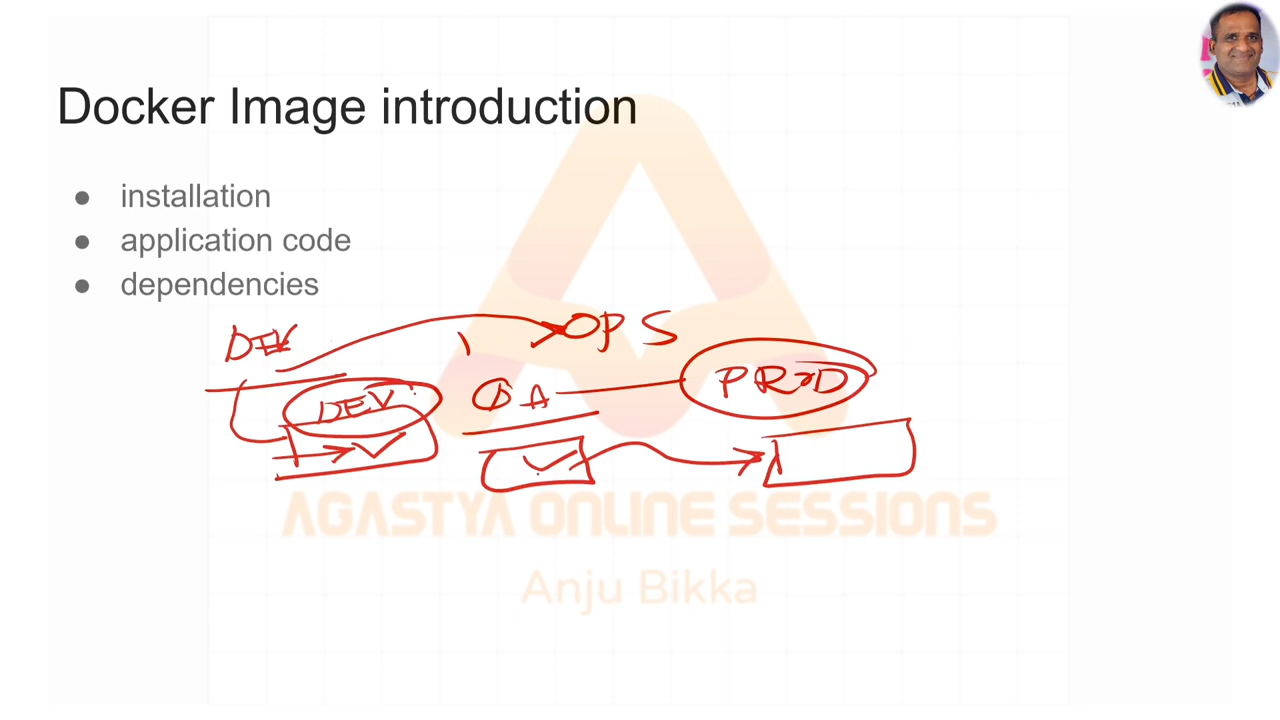 Docker Image introduction
● installation
● application code
● dependencies
DEV OPS
DEV QA PROD
AGASTYA ONLINE SESSIONS
Anju Bikka